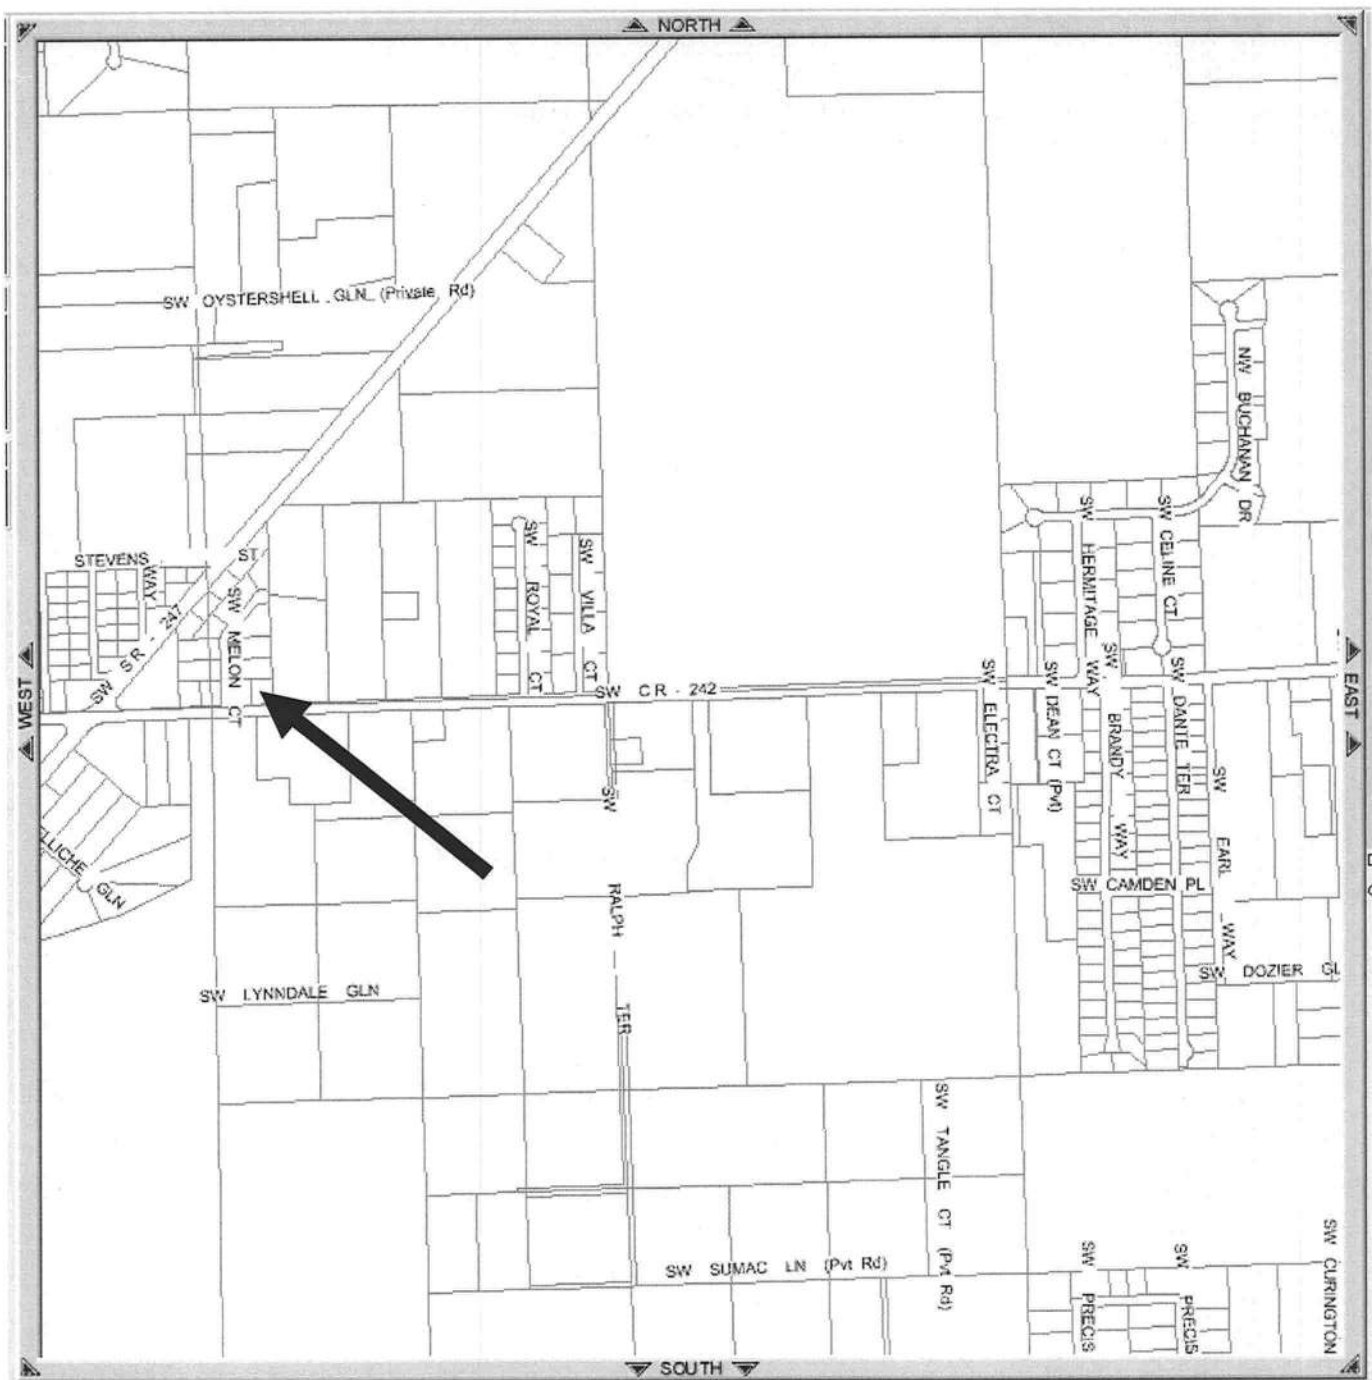 NORTH
SW OYSTERSHELL GLN (Private Rd)
NW BUCHANAN DR
SW CELINE CT
SW HERMITAGE WAY
STEVENS
WAY
ST
SW MELON CT
SW SR - 247
SW ROYAL CT
SW VILLA CT
WEST
EAST
SW CR - 242
SW ELECTRA CT
SW DEAN CT (Pvt)
SW BRANDY WAY
SW DANTE TER
SW EARL WAY
GLN
SW CAMDEN PL
SW RALPH TER
SW LYNNDALE GLN
SW DOZIER GL
SW TANGLE CT (Pvt Rd)
SW SUMAC LN (Pvt Rd)
SW PRECIS
SW PRECIS
SW CURINGTON
SOUTH